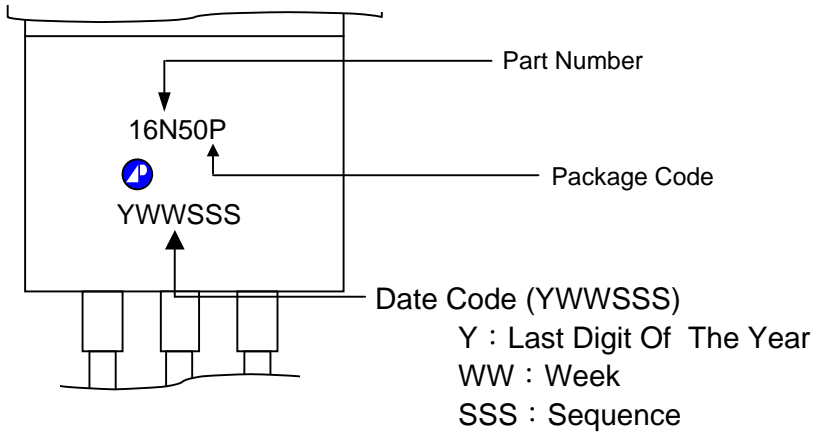 Part Number
16N50P
Package Code
YWWSSS
Date Code (YWWSSS)
Y：Last Digit Of The Year
WW：Week
SSS：Sequence